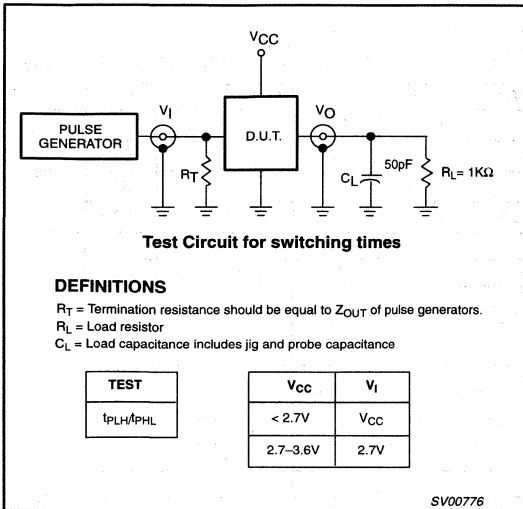 VCC
VI
VO
PULSE
GENERATOR
D.U.T.
RT
50pF
CL
RL= 1KΩ
Test Circuit for switching times
DEFINITIONS
RT = Termination resistance should be equal to ZOUT of pulse generators.
RL = Load resistor
CL = Load capacitance includes jig and probe capacitance
TEST
tPLH/tPHL
VCC VI
< 2.7V VCC
2.7–3.6V 2.7V
SV00776